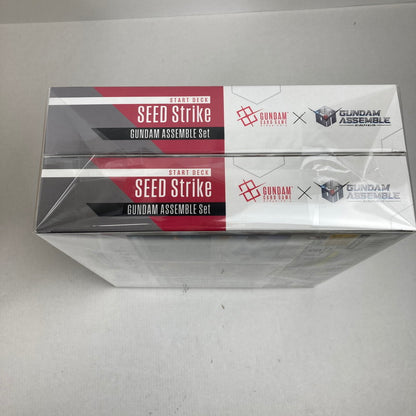 START DECK
SEED Strike
GUNDAM ASSEMBLE Set
GUNDAM
CARD GAME
×
GUNDAM
ASSEMBLE
START DECK
SEED Strike
GUNDAM ASSEMBLE Set
GUNDAM
CARD GAME
×
GUNDAM
ASSEMBLE